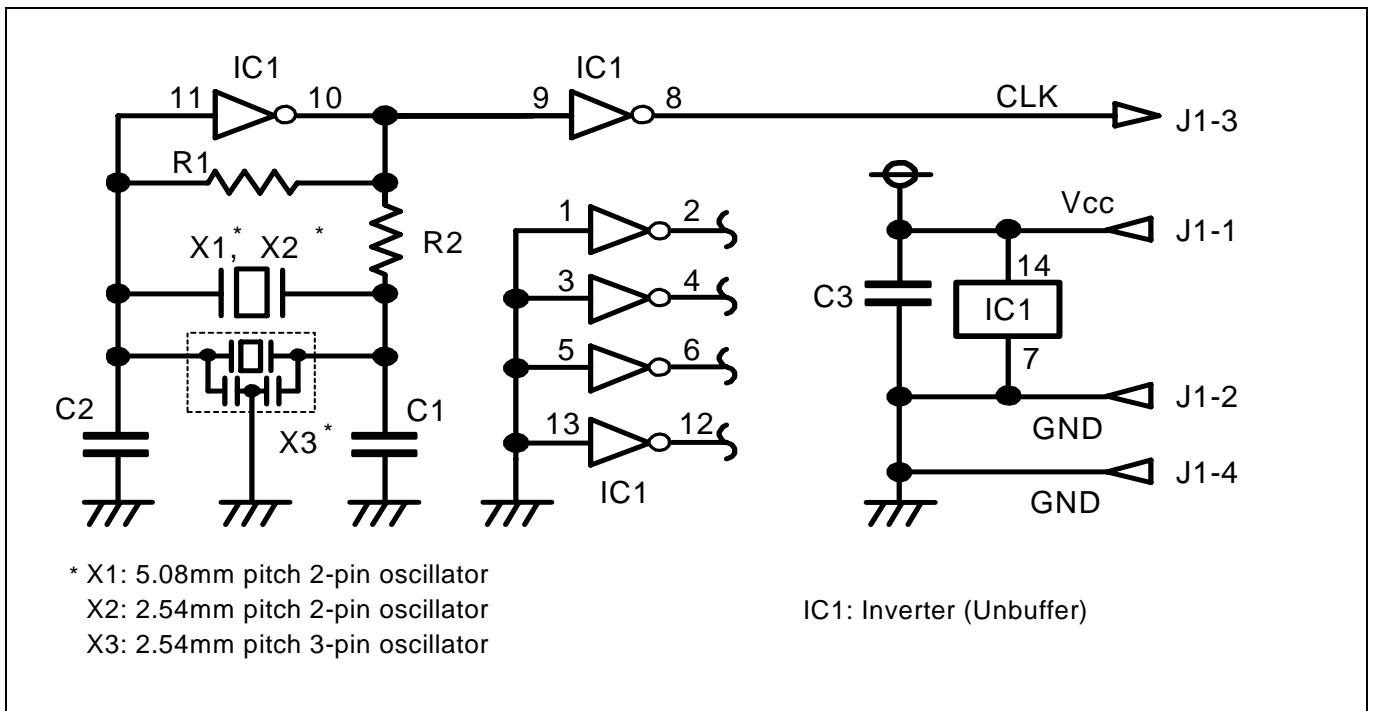 IC1
IC1
11
10
9
8
CLK
J1-3
R1
R2
X1,* X2 *
1
2
Vcc
J1-1
3
4
C3
14
IC1
5
6
7
C2
C1
X3 *
13
12
J1-2
GND
IC1
J1-4
GND
* X1: 5.08mm pitch 2-pin oscillator
X2: 2.54mm pitch 2-pin oscillator
X3: 2.54mm pitch 3-pin oscillator
IC1: Inverter (Unbuffer)